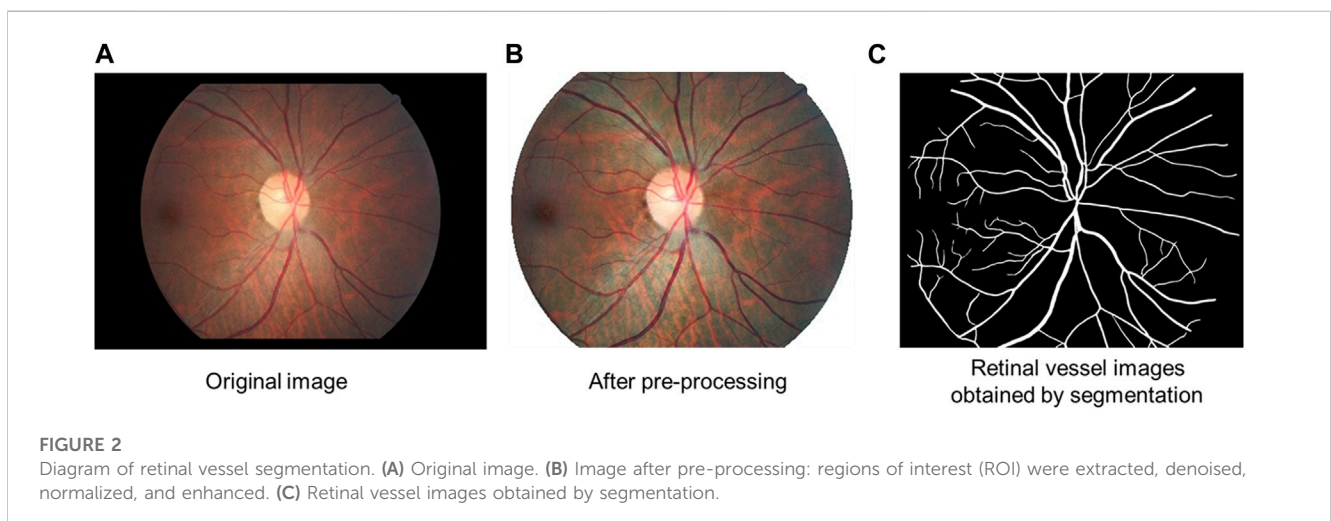 A
B
C
Original image
After pre-processing
Retinal vessel images
obtained by segmentation
FIGURE 2
Diagram of retinal vessel segmentation. (A) Original image. (B) Image after pre-processing: regions of interest (ROI) were extracted, denoised,
normalized, and enhanced. (C) Retinal vessel images obtained by segmentation.